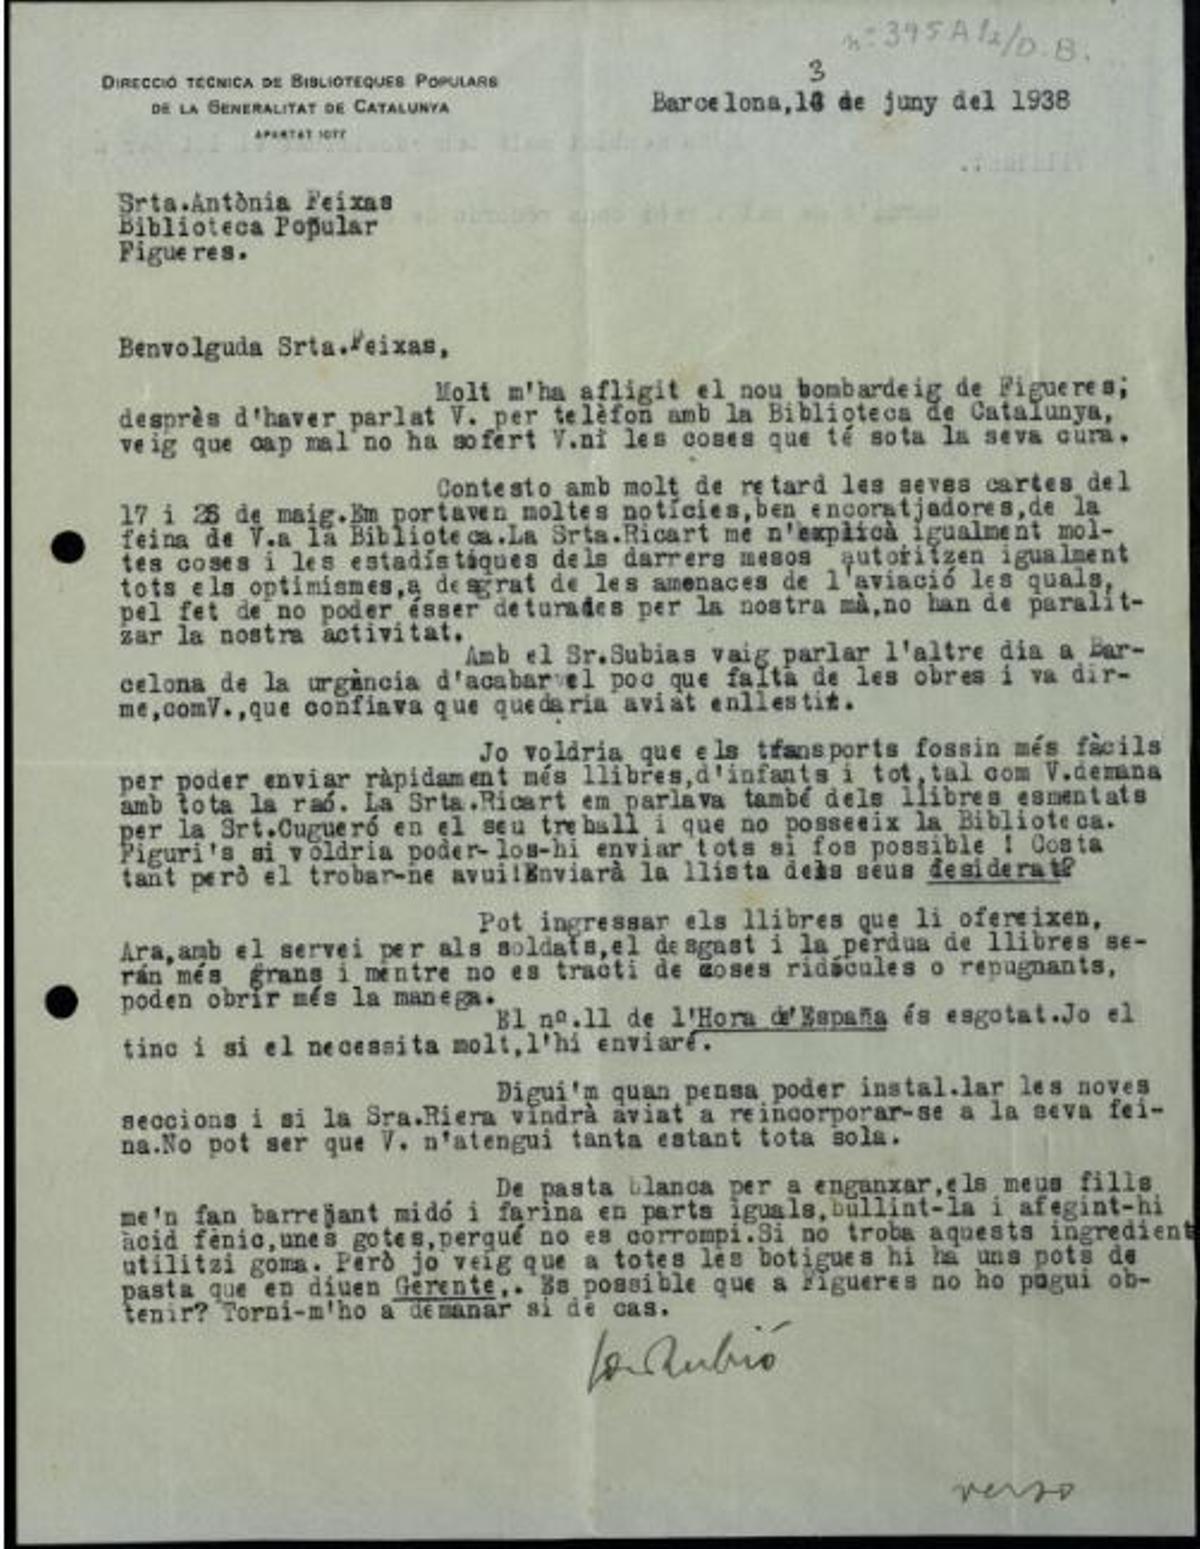 nº 395 A 12/D.B.
DIRECCIÓ TÈCNICA DE BIBLIOTEQUES POPULARS
DE LA GENERALITAT DE CATALUNYA
APARTAT 1077
3
Barcelona,1 de juny del 1938
Srta.Antònia Feixas
Biblioteca Popular
Figueres.
Benvolguda Srta.Feixas,
Molt m'ha afligit el nou bombardeig de Figueres;
desprès d'haver parlat V. per telèfon amb la Biblioteca de Catalunya,
veig que cap mal no ha sofert V.ni les coses que té sota la seva cura.
Contesto amb molt de retard les seves cartes del
17 i 2 de maig.Em portaven moltes notícies,ben encoratjadores,de la
feina de V.a la Biblioteca.La Srta.Ricart me n'explicà igualment mol-
tes coses i les estadístiques dels darrers mesos autoritzen igualment
tots els optimismes,a desgrat de les amenaces de l'aviació les quals,
pel fet de no poder ésser deturades per la nostra mà,no han de paralit-
zar la nostra activitat.
Amb el Sr.Subias vaig parlar l'altre dia a Bar-
celona de la urgància d'acabar el poc que falta de les obres i va dir-
me,comV.,que confiava que quedaria aviat enllestit.
Jo voldria que els transports fossin més fàcils
per poder enviar ràpidament més llibres,d'infants i tot,tal com V.demana
amb tota la raó. La Srta.Ricart em parlava també dels llibres esmentats
per la Srt.Cugueró en el seu treball i que no posseeix la Biblioteca.
Figuri's si voldria poder-los-hi enviar tots si fos possible ! Costa
tant però el trobar-ne avui!Enviarà la llista dels seus desiderat?
Pot ingressar els llibres que li ofereixen,
Ara,amb el servei per als soldats,el desgast i la pèrdua de llibres se-
rán més grans i mentre no es tracti de coses ridícules o repugnants,
poden obrir més la manega.
El nº.11 de l'Hora d'España és esgotat.Jo el
tinc i si el necessita molt,l'hi enviaré.
Digui'm quan pensa poder instal.lar les noves
seccions i si la Sra.Riera vindrà aviat a reincorporar-se a la seva fei-
na.No pot ser que V. n'atengui tanta estant tota sola.
De pasta blanca per a enganxar,els meus fills
me'n fan barrejant midó i farina en parts iguals,bullint-la i afegint-hi
àcid fènic,unes gotes,perquè no es corrompi.Si no troba aquests ingredient
utilitzi goma. Però jo veig que a totes les botigues hi ha uns pots de
pasta que en diuen Gerente,. Es possible que a Figueres no ho pugui ob-
tenir? Torni-m'ho a demanar si de cas.
Rubió
verso